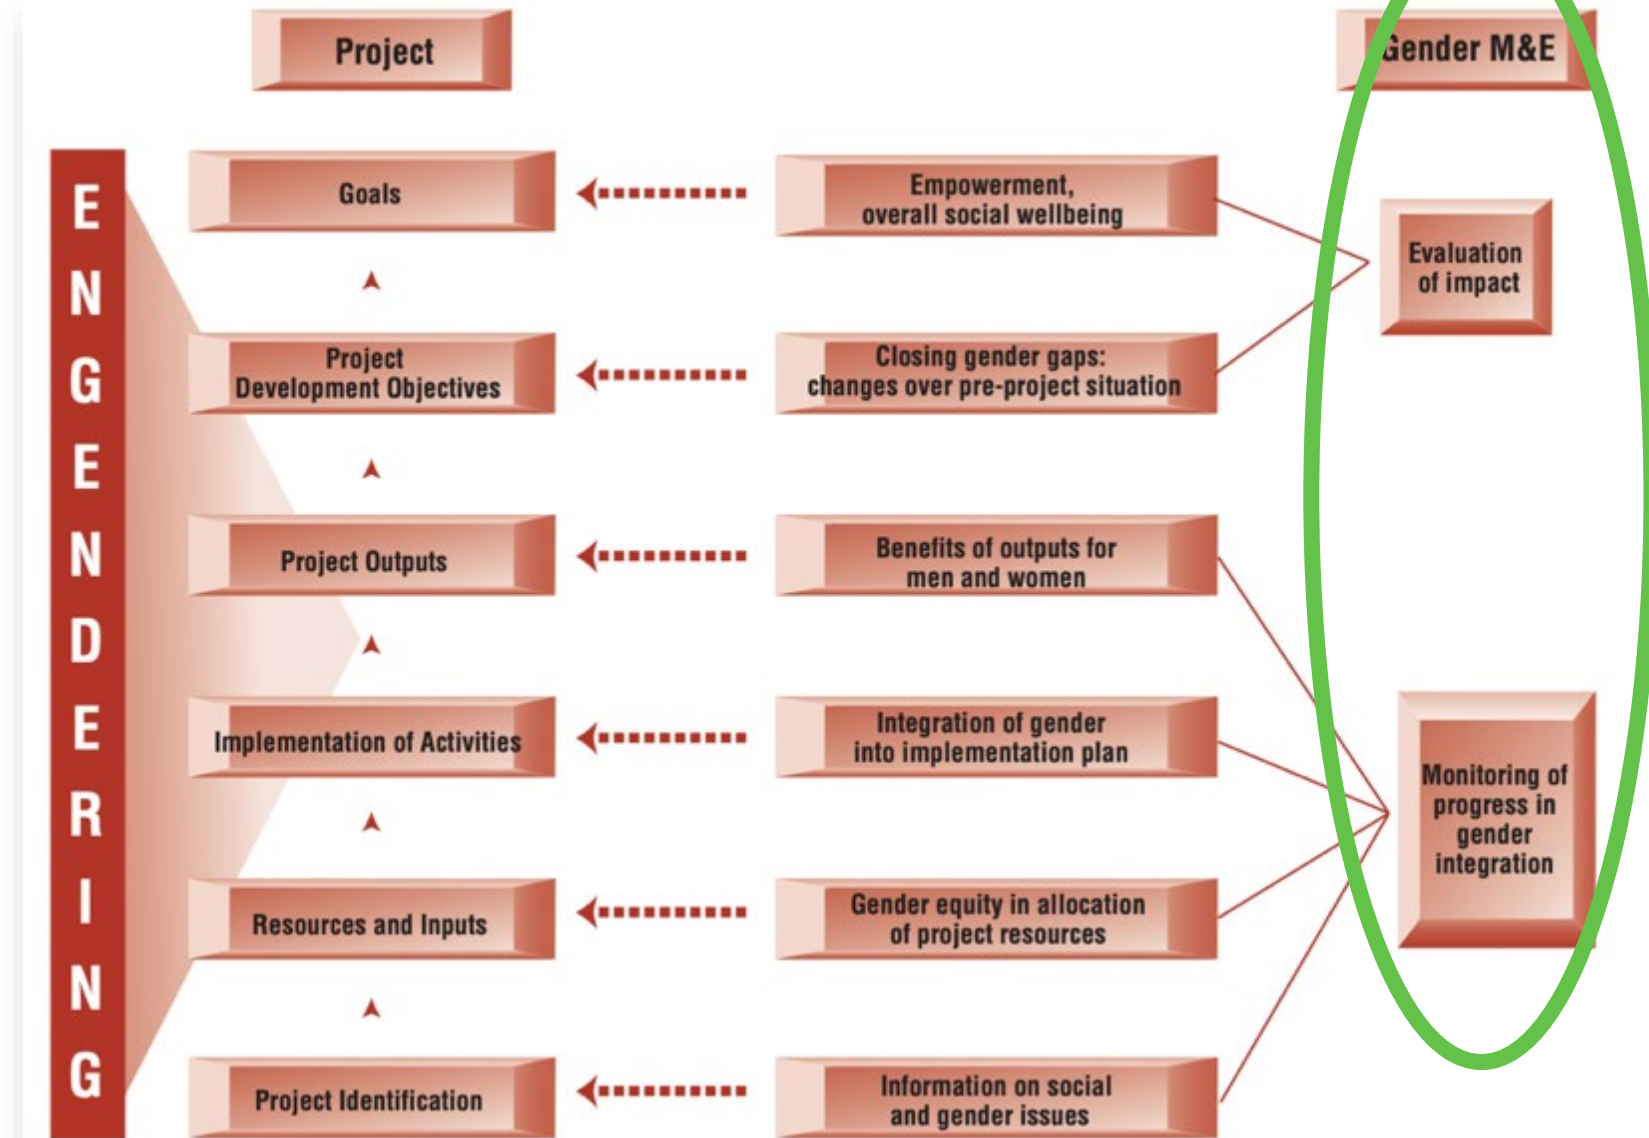 Project
Gender M&E
ENGENDERING
Goals
Empowerment,
overall social wellbeing
Evaluation
of impact
Project
Development Objectives
Closing gender gaps:
changes over pre-project situation
Project Outputs
Benefits of outputs for
men and women
Implementation of Activities
Integration of gender
into implementation plan
Monitoring of
progress in
gender
integration
Resources and Inputs
Gender equity in allocation
of project resources
Project Identification
Information on social
and gender issues